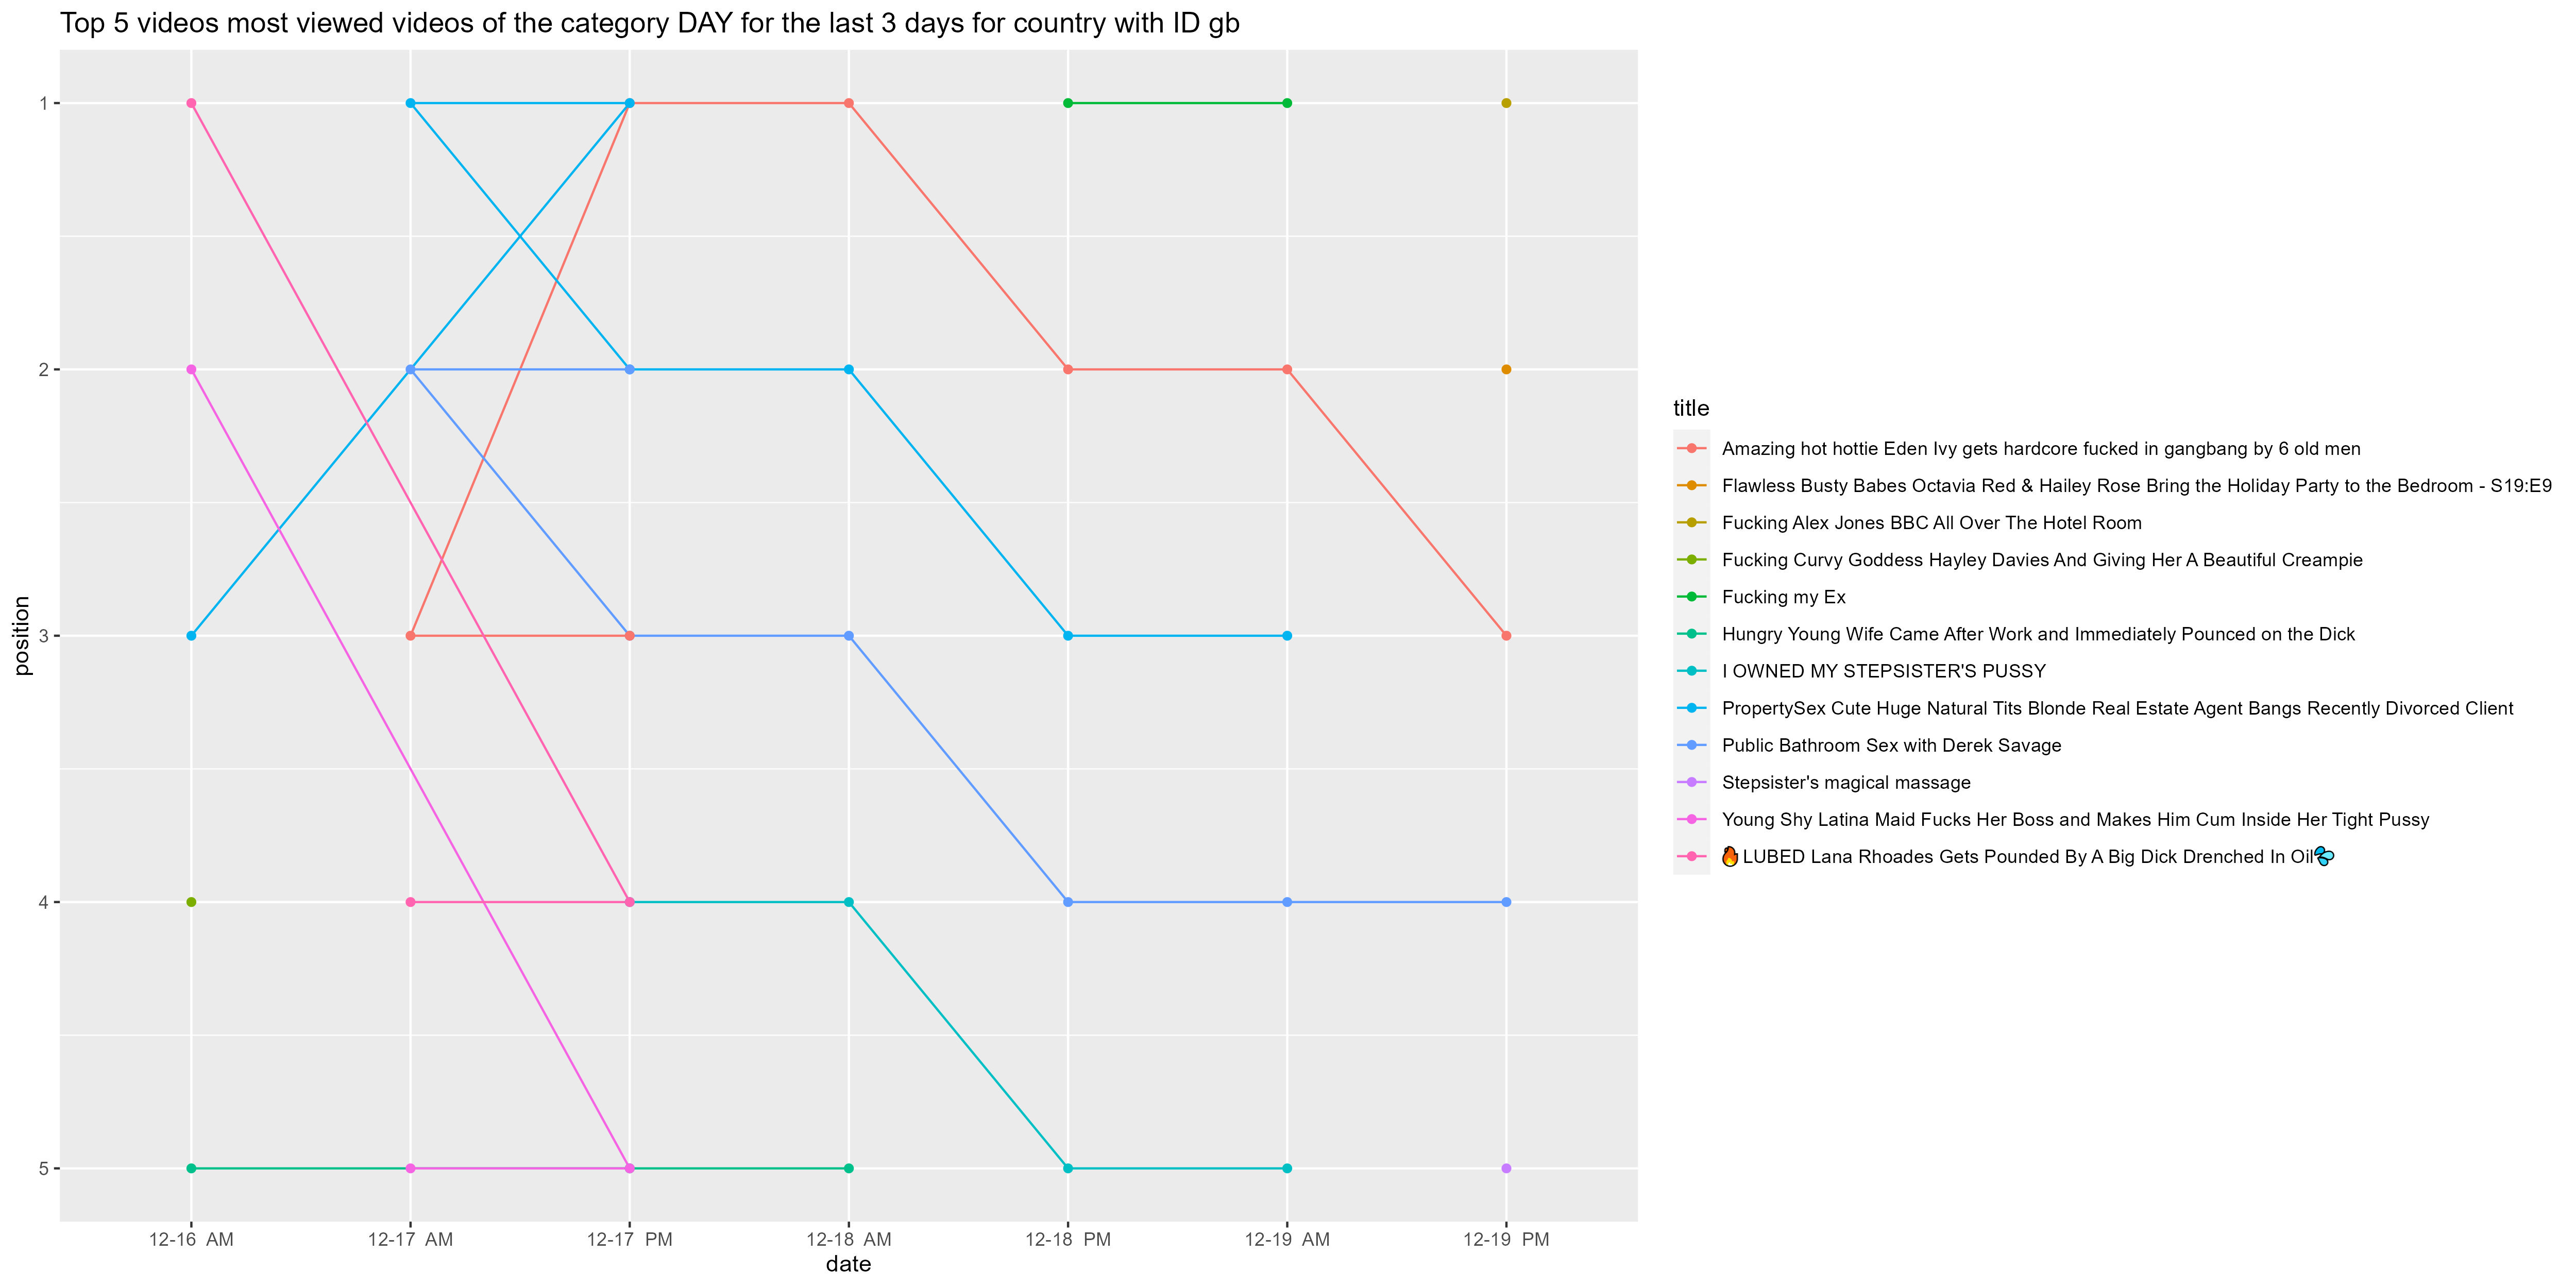 Top 5 videos most viewed videos of the category DAY for the last 3 days for country with ID gb
position
1
2
3
4
5
12-16 AM
12-17 AM
12-17 PM
12-18 AM
12-18 PM
12-19 AM
12-19 PM
date
title
Amazing hot hottie Eden Ivy gets hardcore fucked in gangbang by 6 old men
Flawless Busty Babes Octavia Red & Hailey Rose Bring the Holiday Party to the Bedroom - S19:E9
Fucking Alex Jones BBC All Over The Hotel Room
Fucking Curvy Goddess Hayley Davies And Giving Her A Beautiful Creampie
Fucking my Ex
Hungry Young Wife Came After Work and Immediately Pounced on the Dick
I OWNED MY STEPSISTER'S PUSSY
PropertySex Cute Huge Natural Tits Blonde Real Estate Agent Bangs Recently Divorced Client
Public Bathroom Sex with Derek Savage
Stepsister's magical massage
Young Shy Latina Maid Fucks Her Boss and Makes Him Cum Inside Her Tight Pussy
🔥LUBED Lana Rhoades Gets Pounded By A Big Dick Drenched In Oil💦